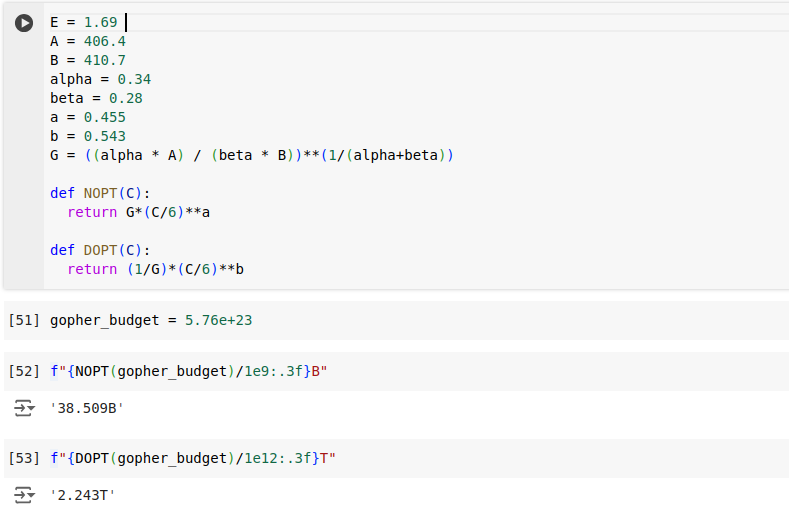 E = 1.69
A = 406.4
B = 410.7
alpha = 0.34
beta = 0.28
a = 0.455
b = 0.543
G = ((alpha * A) / (beta * B))**(1/(alpha+beta))
def NOPT(C):
  return G*(C/6)**a
def DOPT(C):
  return (1/G)*(C/6)**b
[51] gopher_budget = 5.76e+23
[52] f"{NOPT(gopher_budget)/1e9:.3f}B"
'38.509B'
[53] f"{DOPT(gopher_budget)/1e12:.3f}T"
'2.243T'